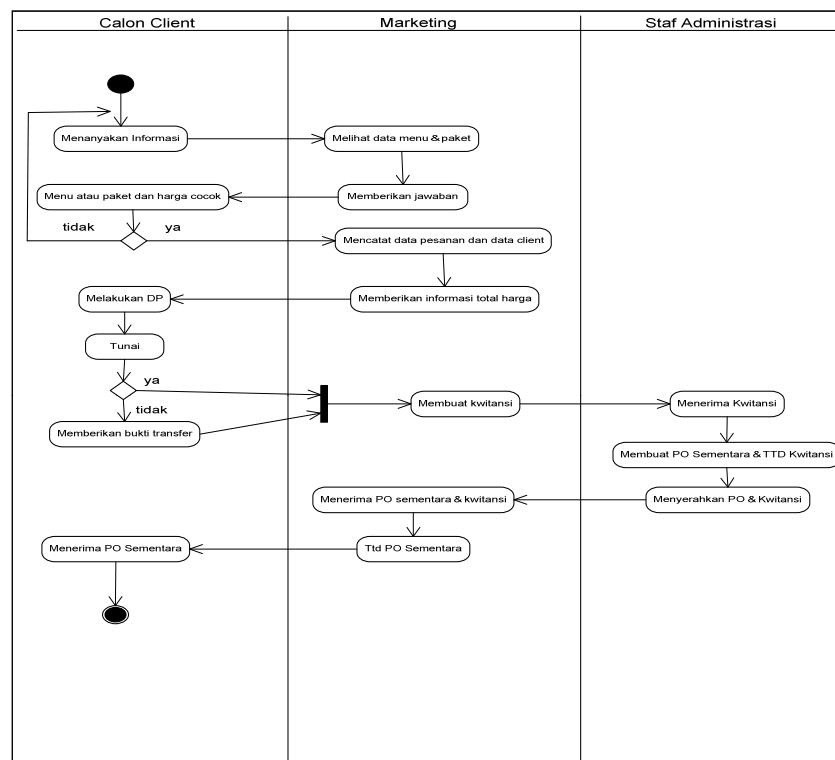 Calon Client
Marketing
Staf Administrasi
Menanyakan Informasi
Melihat data menu & paket
Menu atau paket dan harga cocok
Memberikan jawaban
tidak
ya
Mencatat data pesanan dan data client
Melakukan DP
Memberikan informasi total harga
Tunai
ya
tidak
Membuat kwitansi
Menerima Kwitansi
Memberikan bukti transfer
Membuat PO Sementara & TTD Kwitansi
Menerima PO sementara & kwitansi
Menyerahkan PO & Kwitansi
Menerima PO Sementara
Ttd PO Sementara